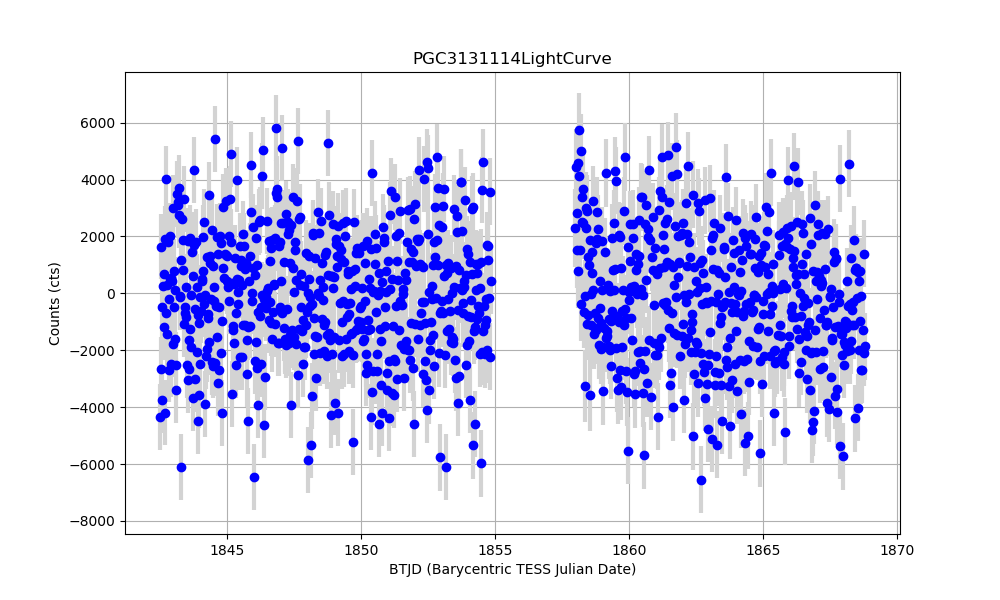 PGC3131114LightCurve
Counts (cts)
6000
4000
2000
0
−2000
−4000
−6000
−8000
1845 1850 1855 1860 1865 1870
BTJD (Barycentric TESS Julian Date)